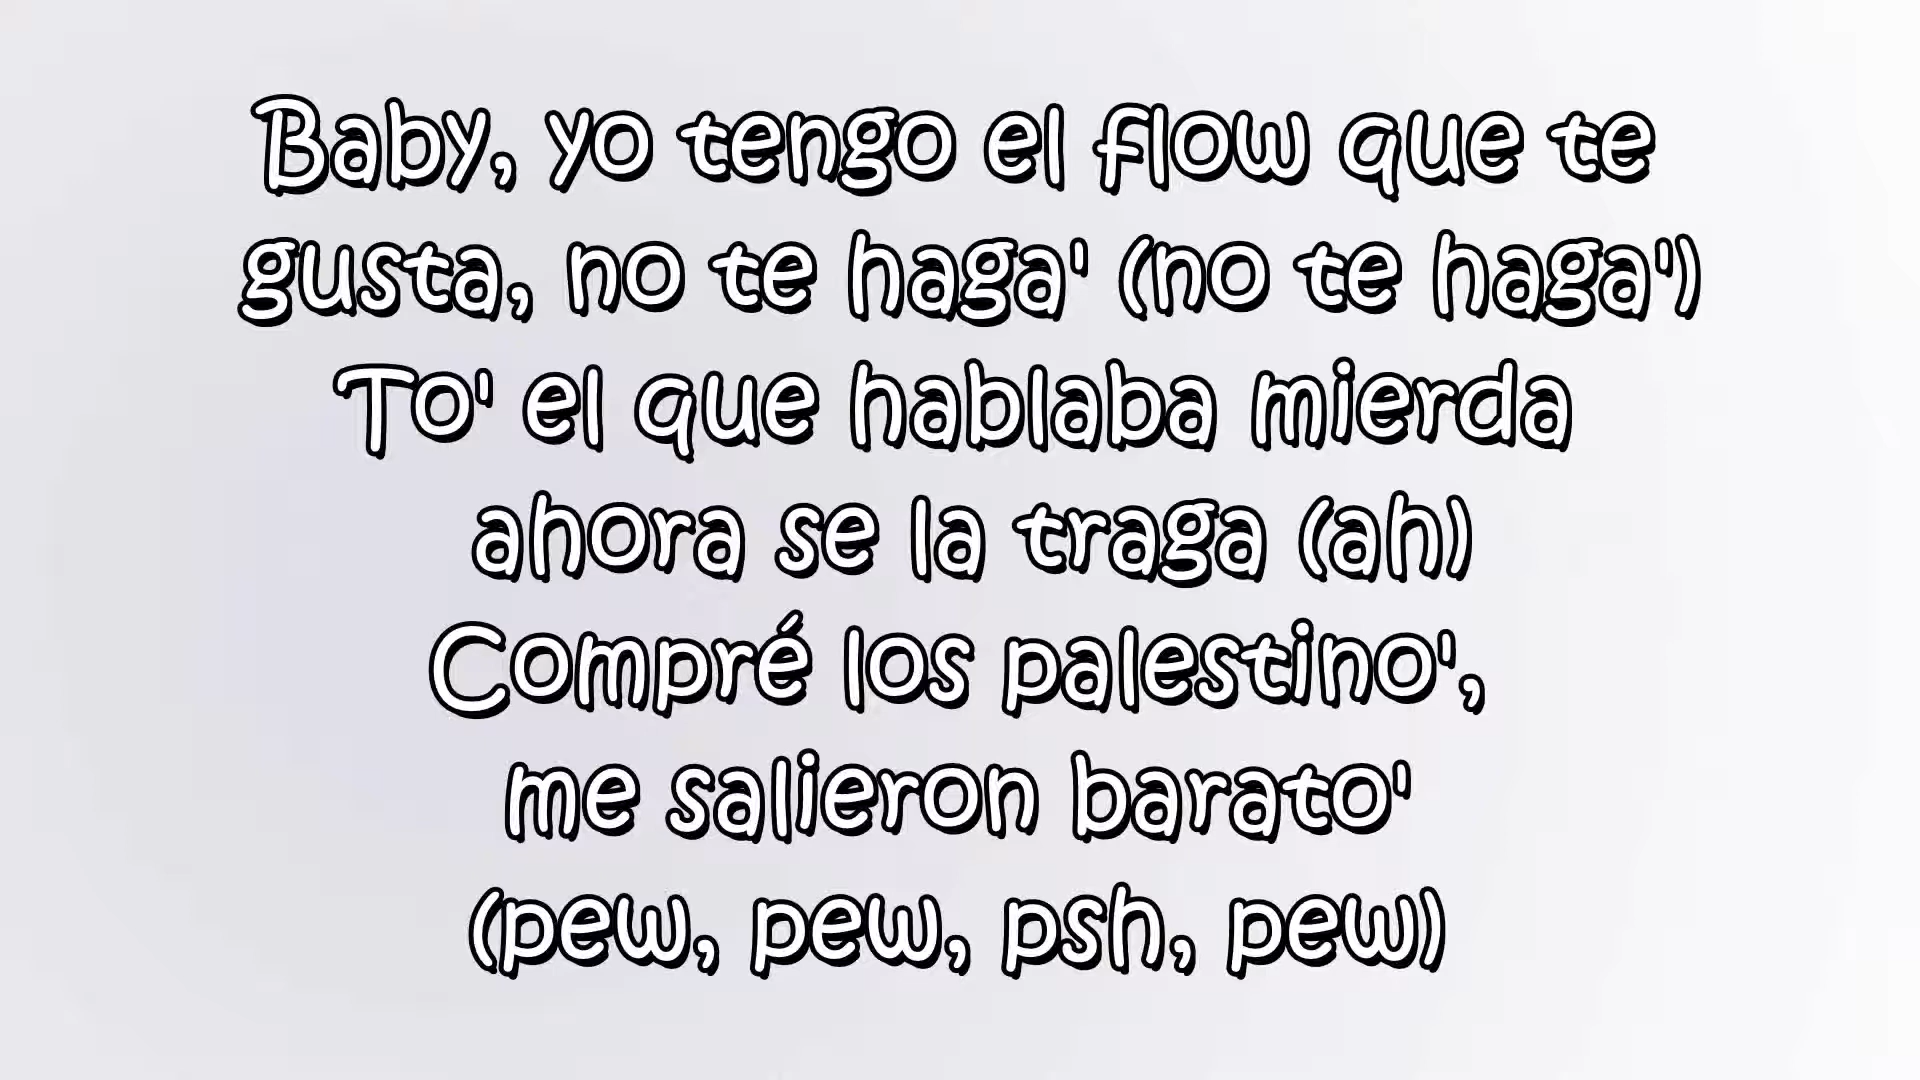 Baby, yo tengo el flow que te
gusta, no te haga' (no te haga')
To' el que hablaba mierda
ahora se la traga (ah)
Compré los palestino',
me salieron barato'
(pew, pew, psh, pew)